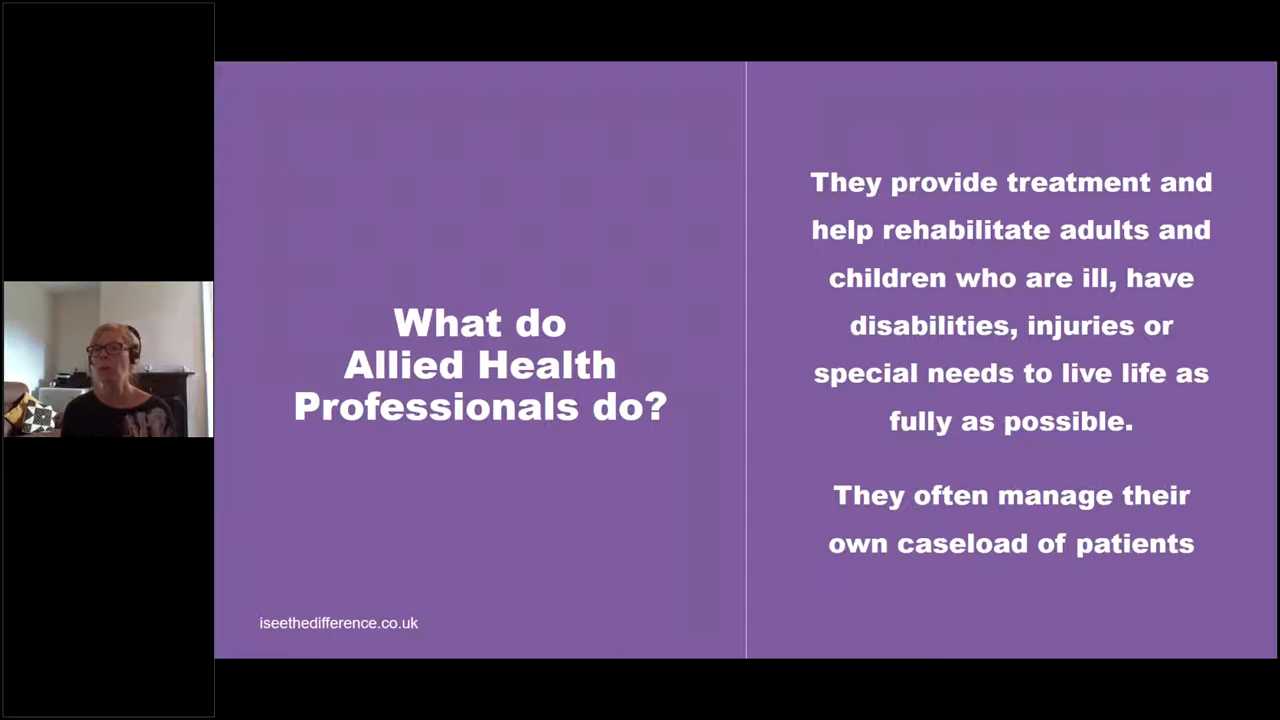 What do
Allied Health
Professionals do?
iseethedifference.co.uk
They provide treatment and
help rehabilitate adults and
children who are ill, have
disabilities, injuries or
special needs to live life as
fully as possible.
They often manage their
own caseload of patients